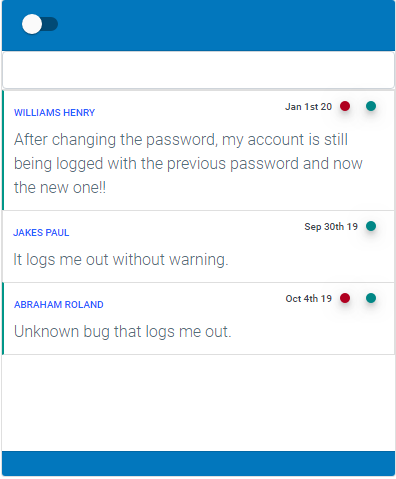 WILLIAMS HENRY
Jan 1st 20
After changing the password, my account is still
being logged with the previous password and now
the new one!!
JAKES PAUL
Sep 30th 19
It logs me out without warning.
ABRAHAM ROLAND
Oct 4th 19
Unknown bug that logs me out.